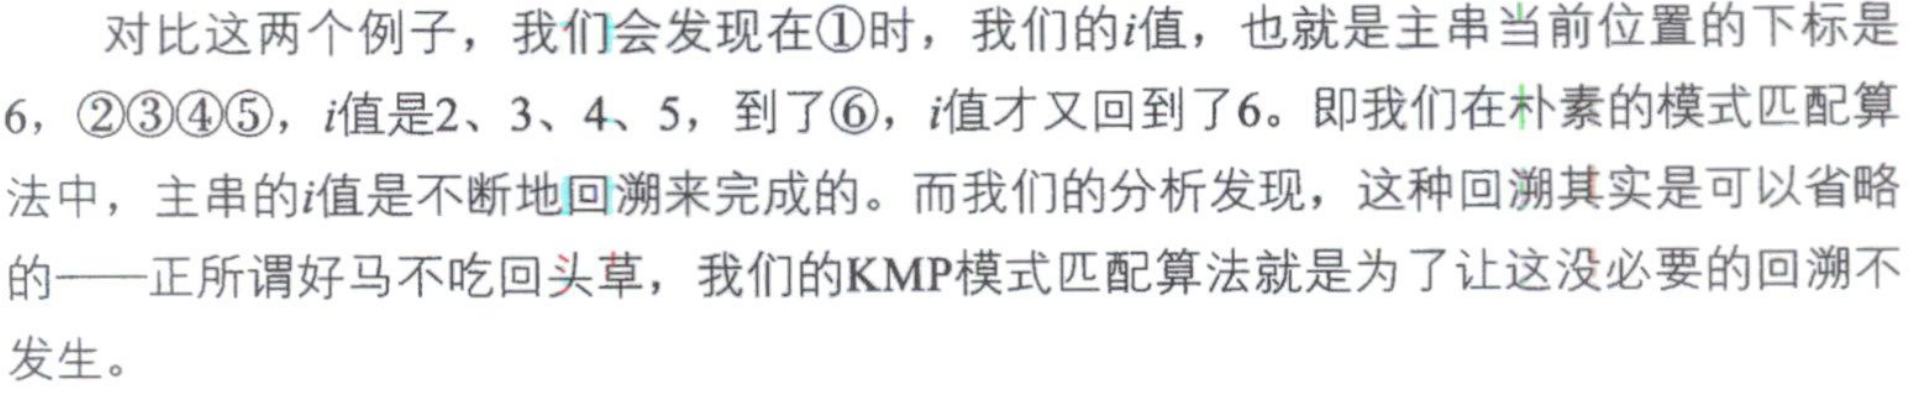 对比这两个例子，我们会发现在①时，我们的i值，也就是主串当前位置的下标是
6，②③④⑤，i值是2、3、4、5，到了⑥，i值才又回到了6。即我们在朴素的模式匹配算
法中，主串的i值是不断地回溯来完成的。而我们的分析发现，这种回溯其实是可以省略
的——正所谓好马不吃回头草，我们的KMP模式匹配算法就是为了让这没必要的回溯不
发生。